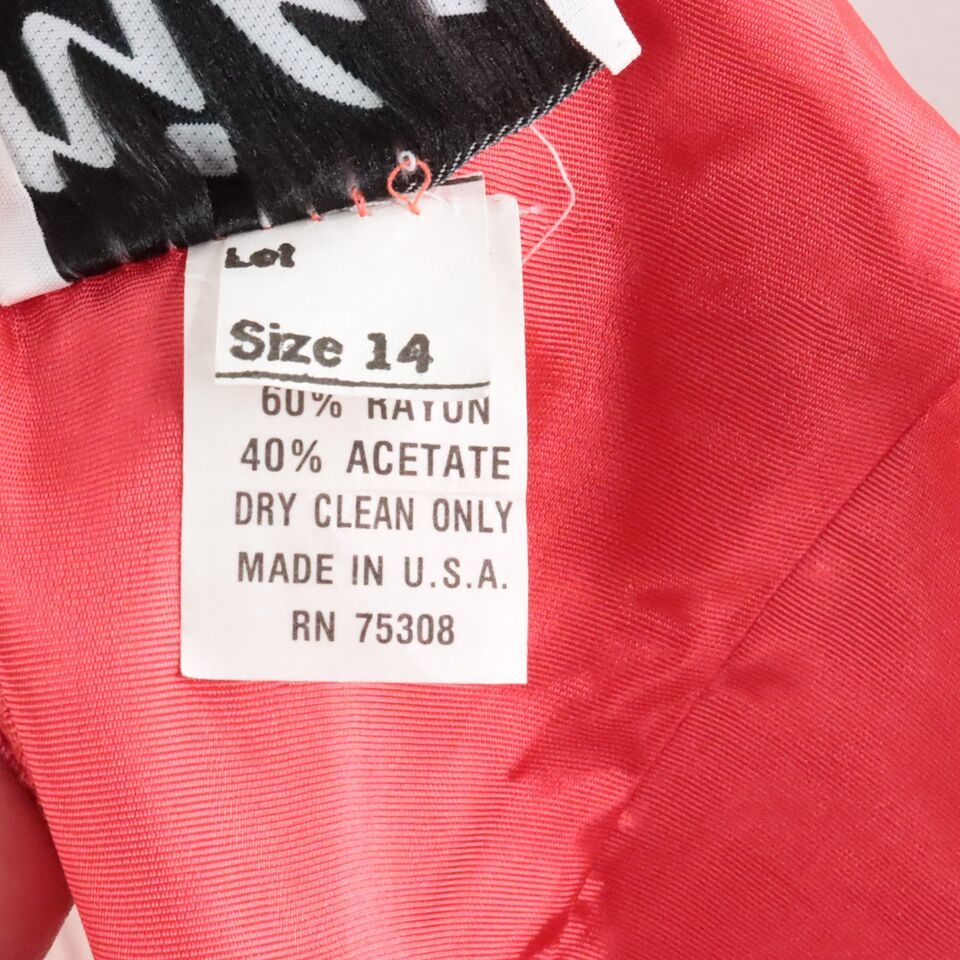 Lot
Size 14
60% RAYON
40% ACETATE
DRY CLEAN ONLY
MADE IN U.S.A.
RN 75308